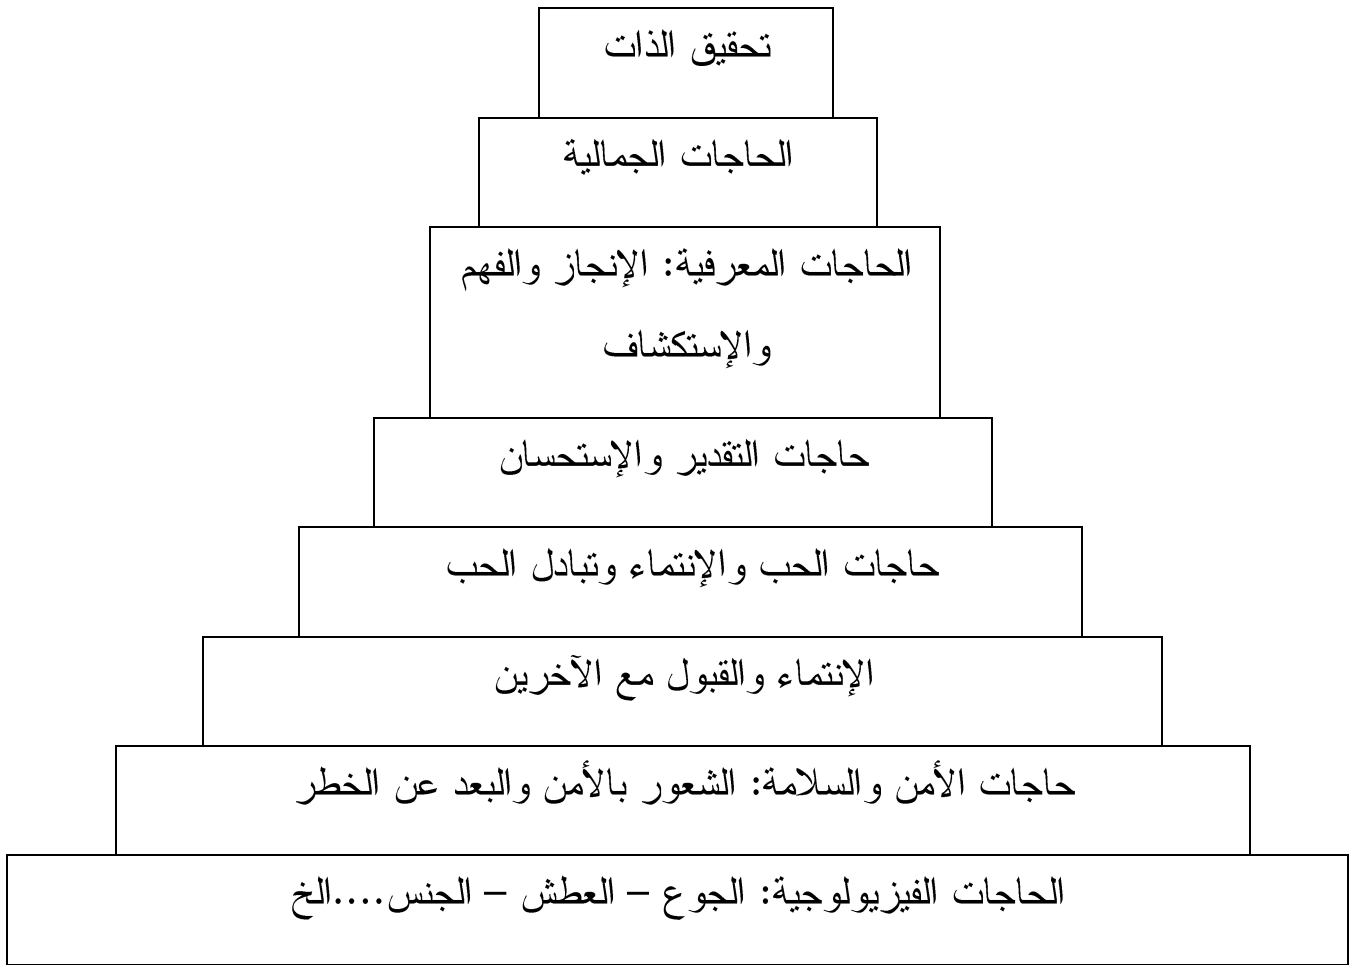 تحقيق الذات
الحاجات الجمالية
الحاجات المعرفية: الإنجاز والفهم
والإستكشاف
حاجات التقدير والإستحسان
حاجات الحب والإنتماء وتبادل الحب
الإنتماء والقبول مع الآخرين
حاجات الأمن والسلامة: الشعور بالأمن والبعد عن الخطر
الحاجات الفيزيولوجية: الجوع – العطش – الجنس....الخ